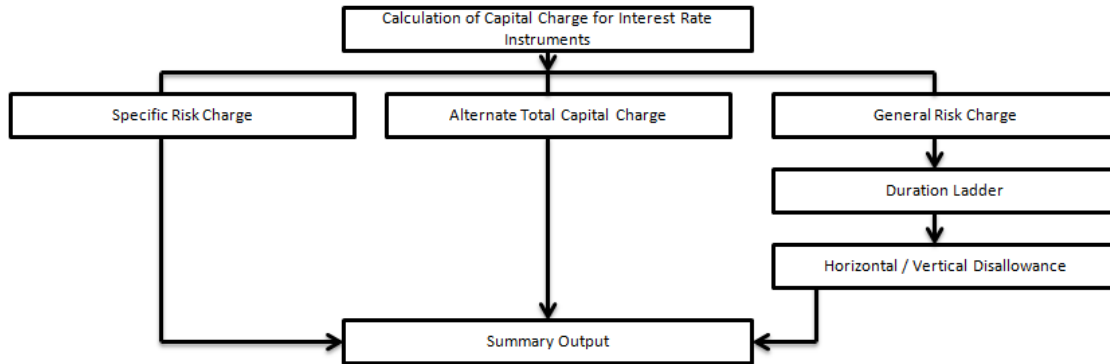 Calculation of Capital Charge for Interest Rate
Instruments
Specific Risk Charge
Alternate Total Capital Charge
General Risk Charge
Duration Ladder
Horizontal / Vertical Disallowance
Summary Output